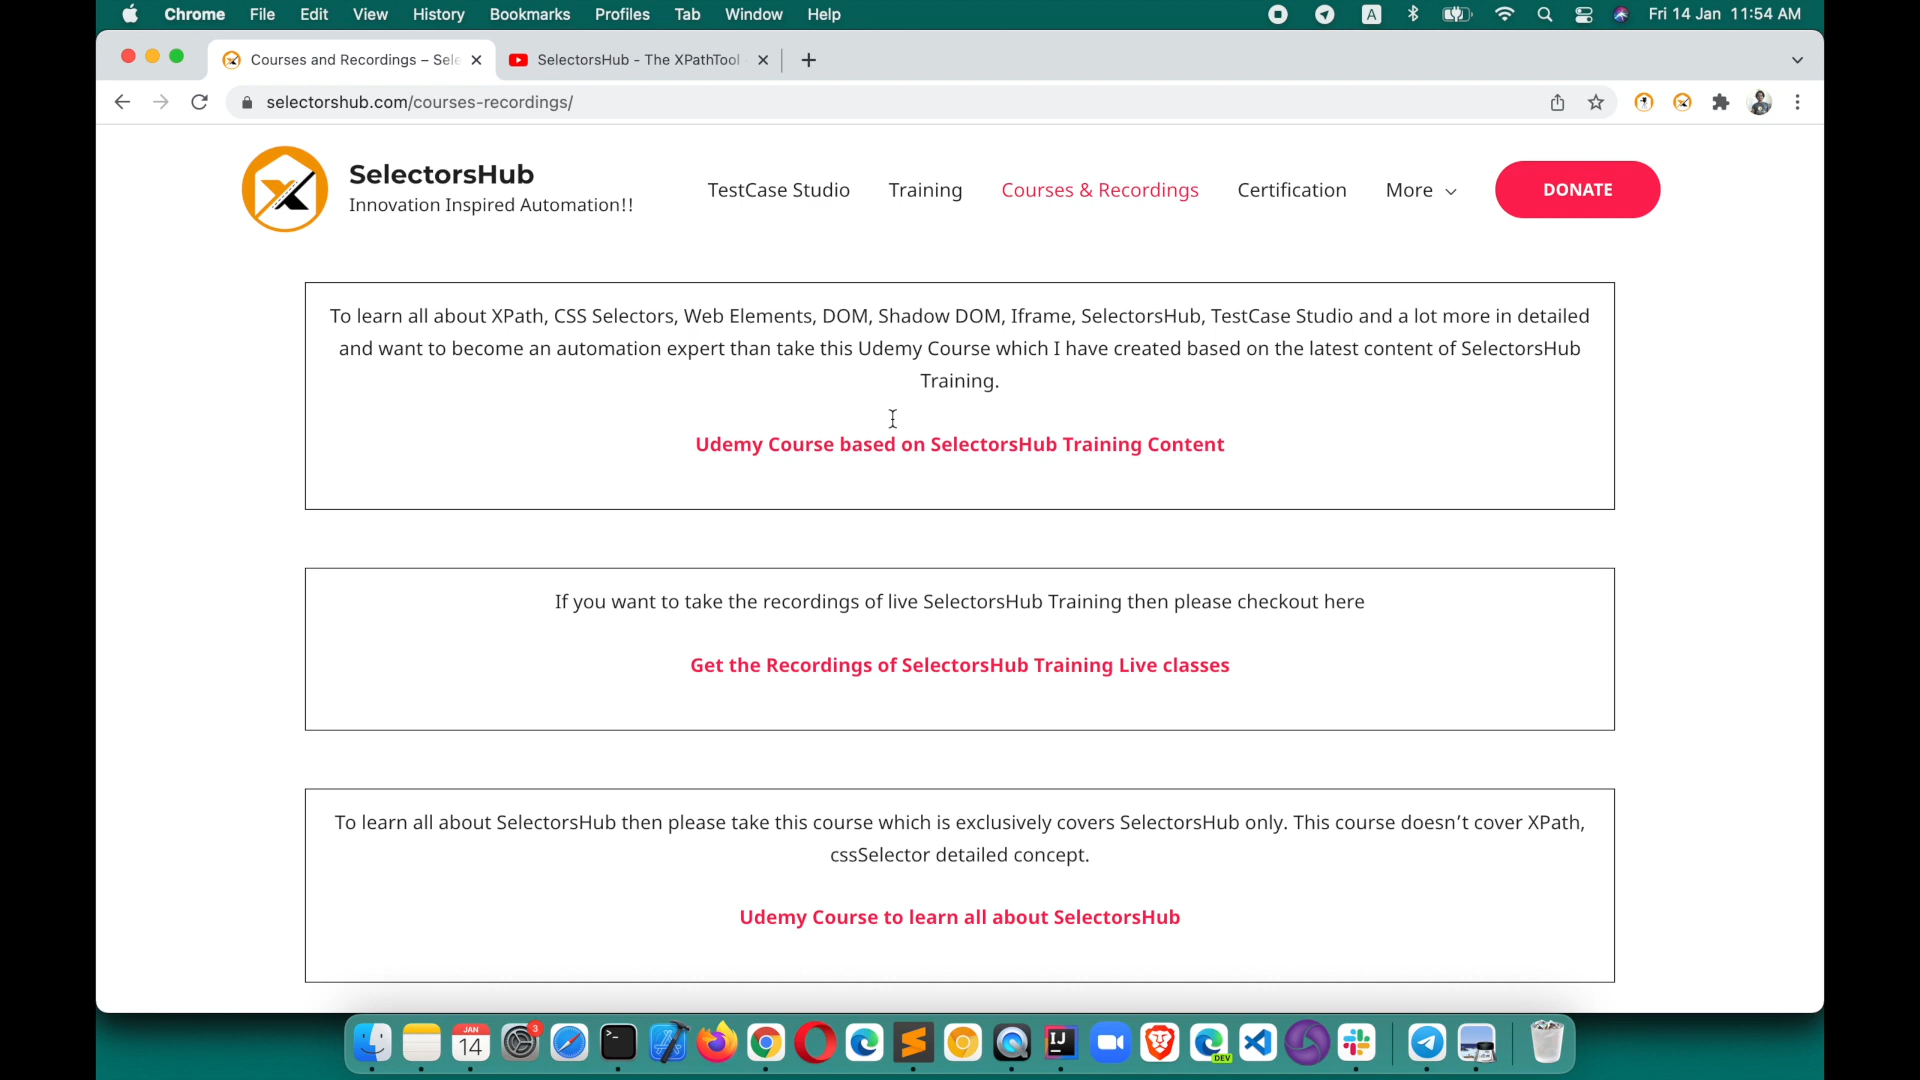 Chrome File Edit View History Bookmarks Profiles Tab Window Help
A
Fri 14 Jan 11:54 AM
Courses and Recordings – Sele
SelectorsHub - The XPathTool
selectorshub.com/courses-recordings/
SelectorsHub
Innovation Inspired Automation!!
TestCase Studio Training Courses & Recordings Certification More DONATE
To learn all about XPath, CSS Selectors, Web Elements, DOM, Shadow DOM, Iframe, SelectorsHub, TestCase Studio and a lot more in detailed
and want to become an automation expert than take this Udemy Course which I have created based on the latest content of SelectorsHub
Training.
Udemy Course based on SelectorsHub Training Content
If you want to take the recordings of live SelectorsHub Training then please checkout here
Get the Recordings of SelectorsHub Training Live classes
To learn all about SelectorsHub then please take this course which is exclusively covers SelectorsHub only. This course doesn’t cover XPath,
cssSelector detailed concept.
Udemy Course to learn all about SelectorsHub
JAN
14
3
>_
IJ
DEV